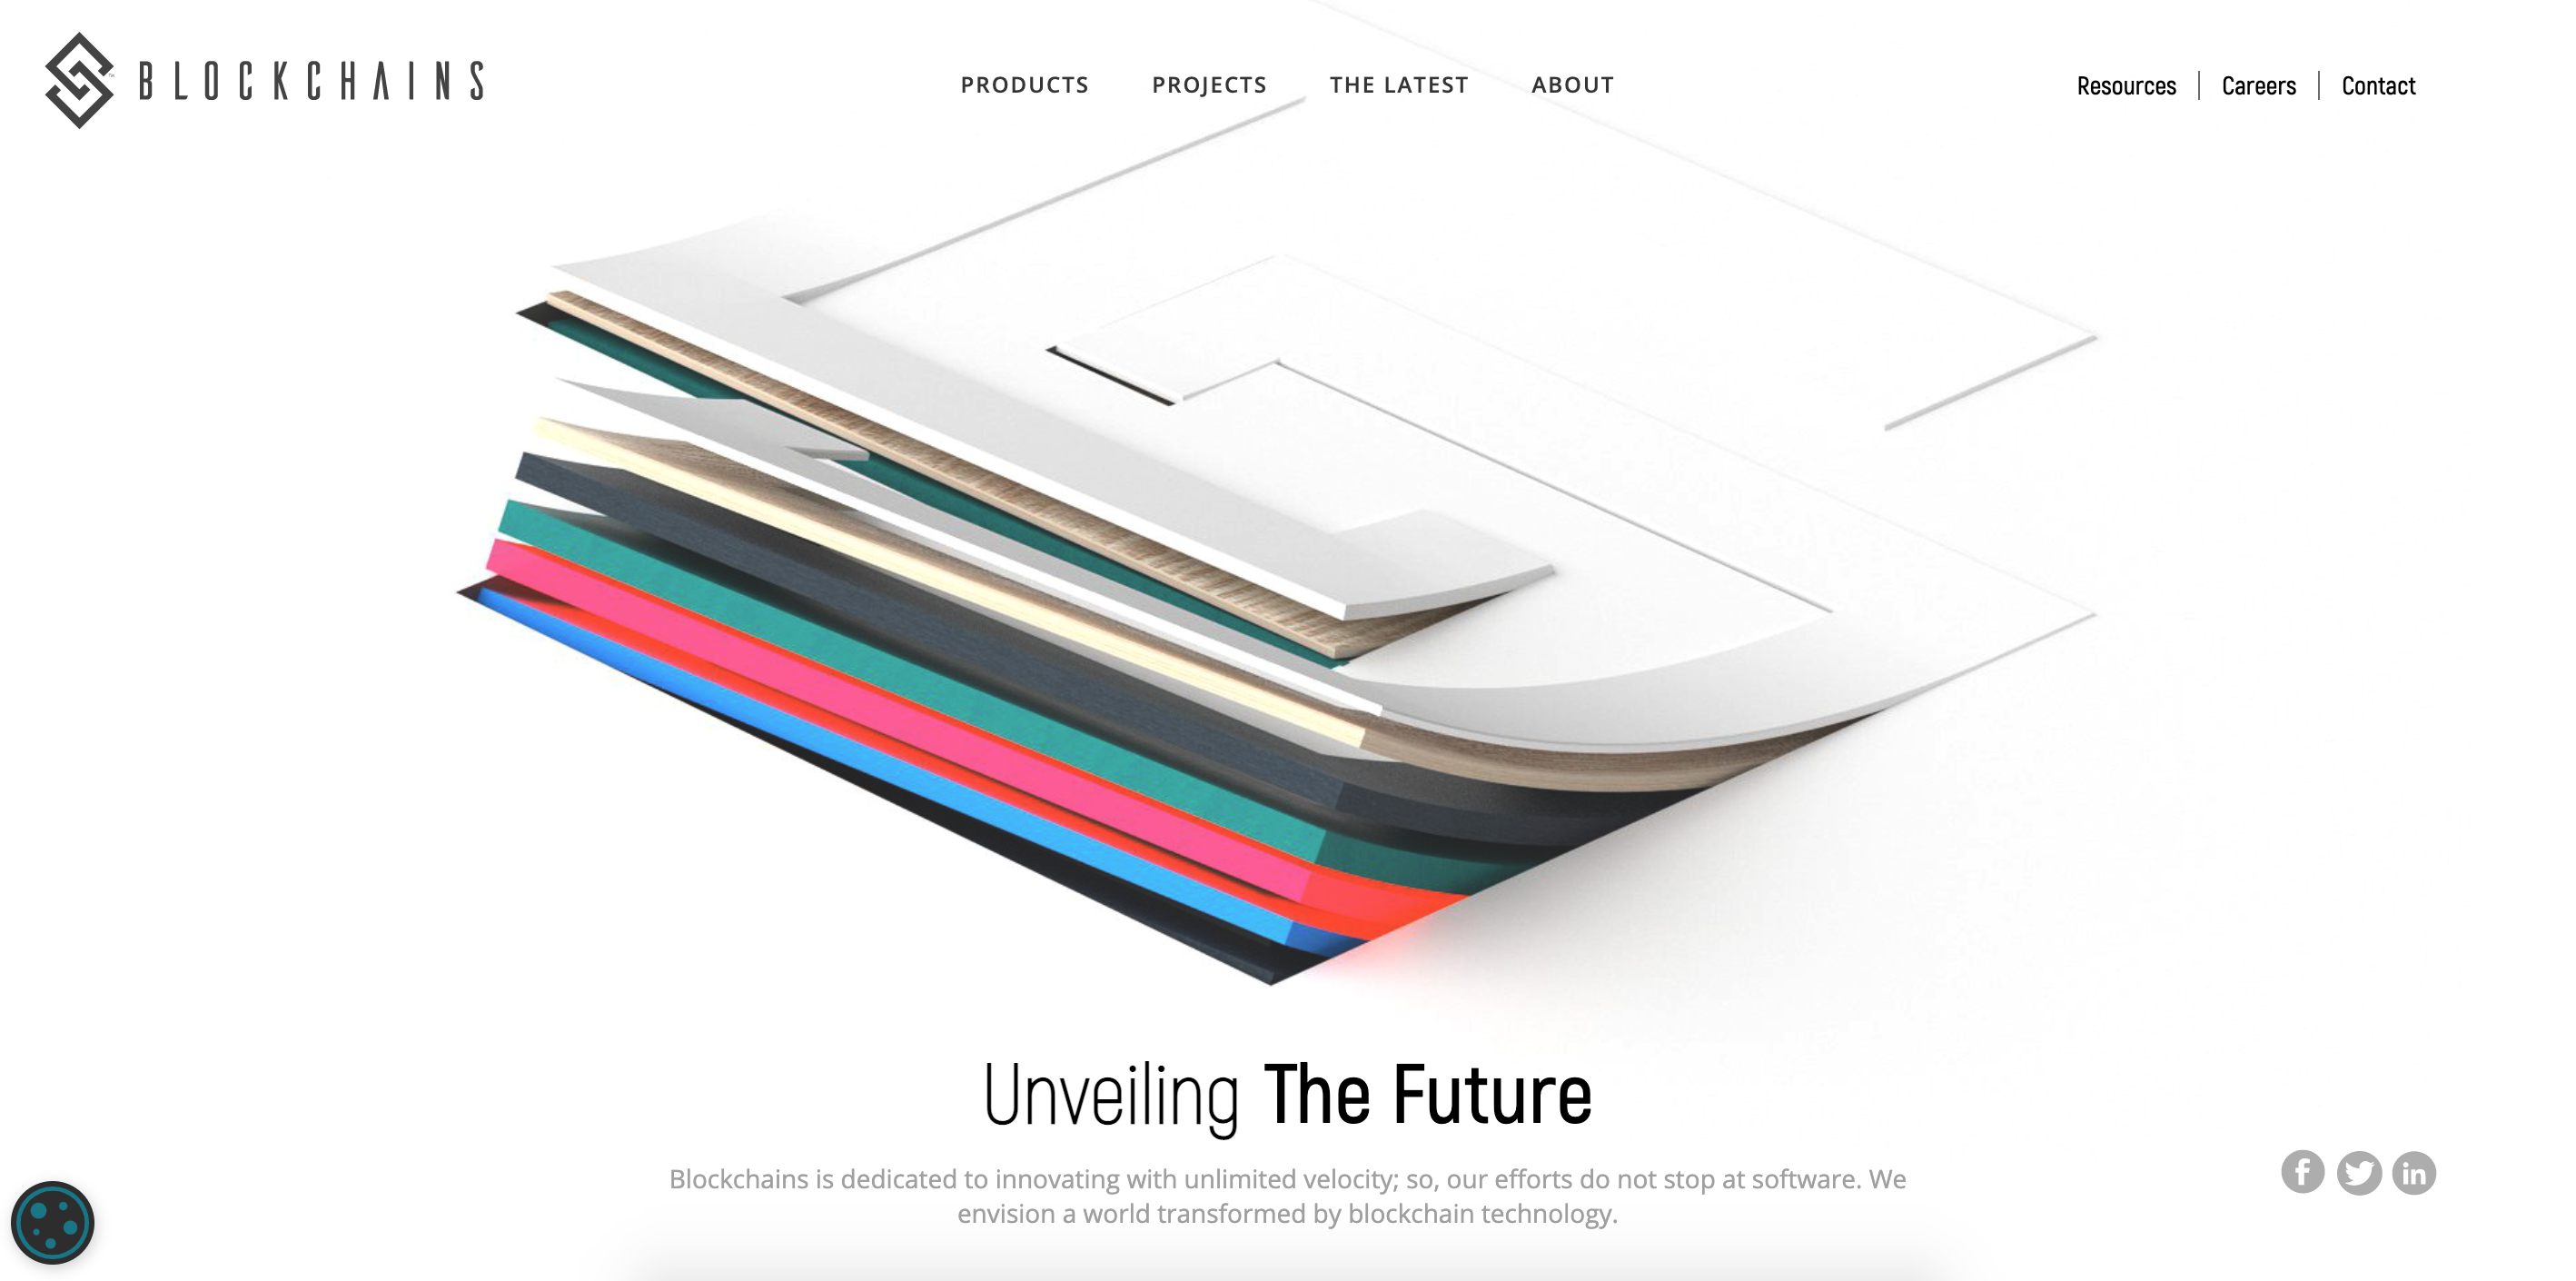 BLOCKCHAINS
PRODUCTS PROJECTS THE LATEST ABOUT
Resources Careers Contact
Unveiling The Future
Blockchains is dedicated to innovating with unlimited velocity; so, our efforts do not stop at software. We
envision a world transformed by blockchain technology.